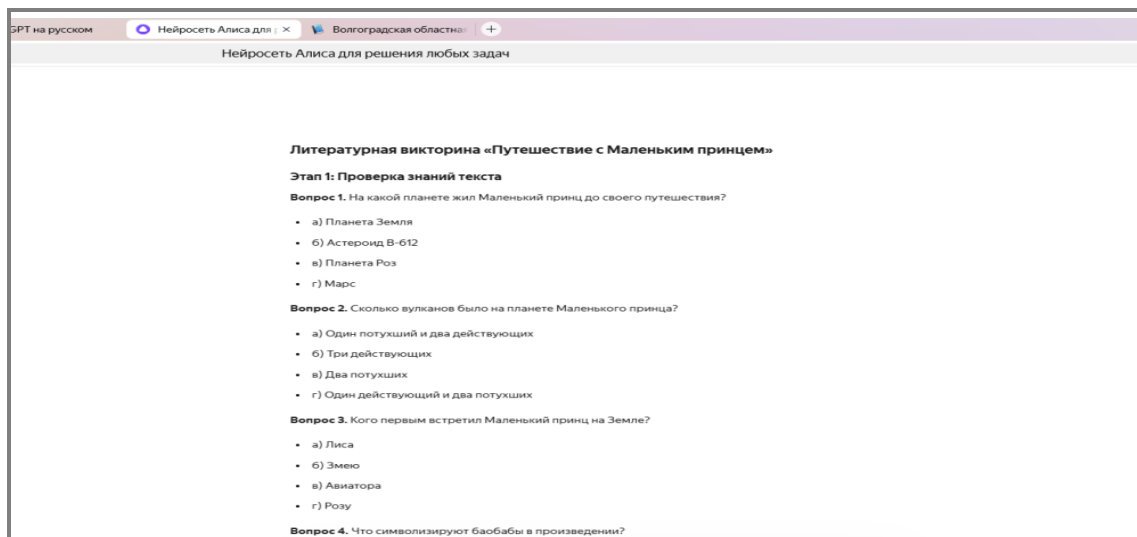 ЗРТ на русском
Нейросеть Алиса для
Волгоградская областная
Нейросеть Алиса для решения любых задач
Литературная викторина «Путешествие с Маленьким принцем»
Этап 1: Проверка знаний текста
Вопрос 1. На какой планете жил Маленький принц до своего путешествия?
• а) Планета Земля
• б) Астероид B-612
• в) Планета Роз
• г) Марс
Вопрос 2. Сколько вулканов было на планете Маленького принца?
• а) Один потухший и два действующих
• б) Три действующих
• в) Два потухших
• г) Один действующий и два потухших
Вопрос 3. Кого первым встретил Маленький принц на Земле?
• а) Лиса
• б) Змею
• в) Авиатора
• г) Розу
Вопрос 4. Что символизируют баобабы в произведении?